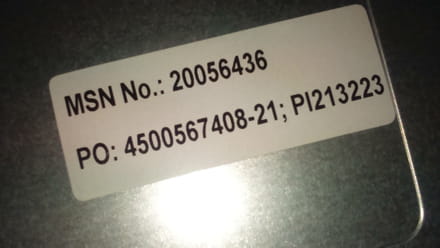 MSN No.: 20056436
PO: 4500567408-21; PI213223